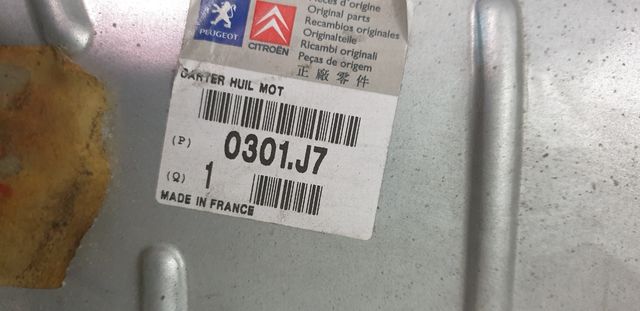 Pièces d'origine
Original parts
Recambios originales
Originalteile
Ricambi originali
Peças de origem
正廠零件
PEUGEOT
CITROËN
CARTER HUIL MOT
(P) 0301.J7
(Q) 1
MADE IN FRANCE